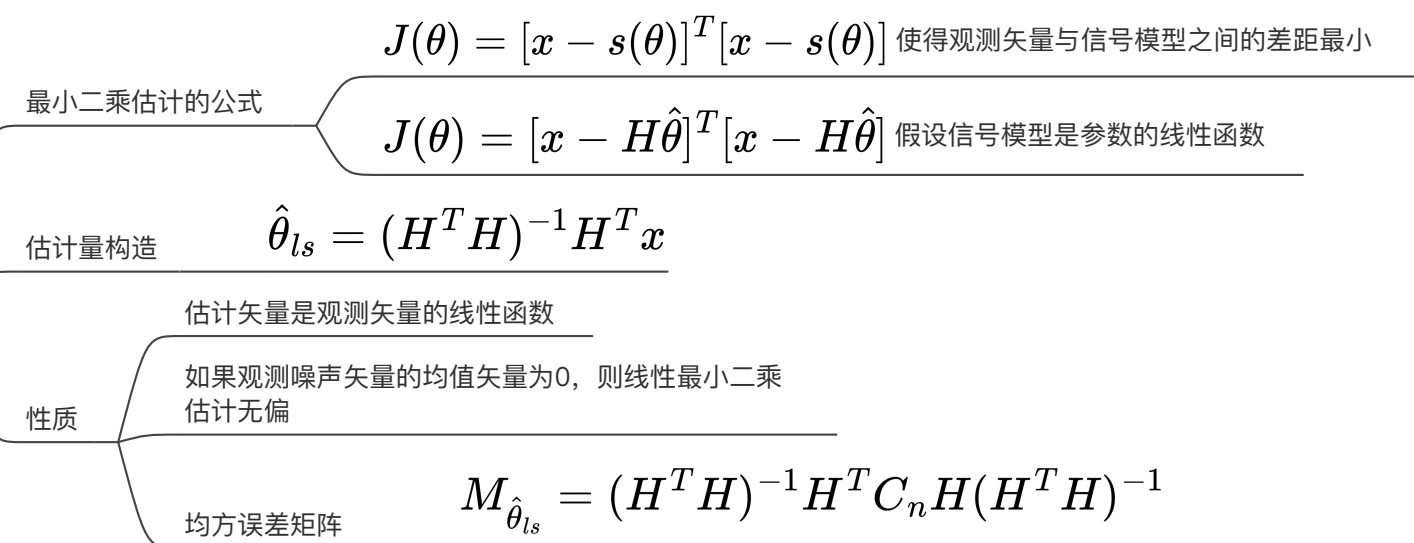 最小二乘估计的公式
J(θ) = [x − s(θ)]^T[x − s(θ)] 使得观测矢量与信号模型之间的差距最小
J(θ) = [x − Hθ̂]^T[x − Hθ̂] 假设信号模型是参数的线性函数
估计量构造 θ̂_{ls} = (H^T H)^{−1}H^T x
性质
估计矢量是观测矢量的线性函数
如果观测噪声矢量的均值矢量为0，则线性最小二乘
估计无偏
均方误差矩阵 M_{θ̂_{ls}} = (H^T H)^{−1}H^T C_n H(H^T H)^{−1}